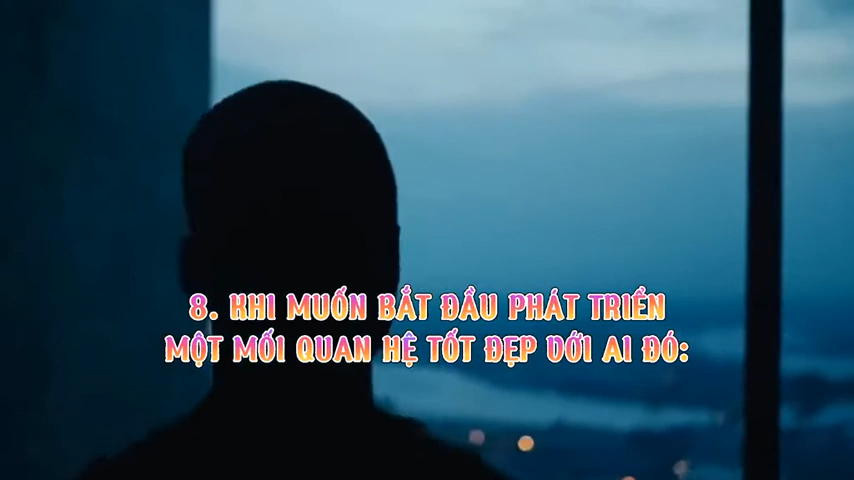 8. KHI MUỐN BẮT ĐẦU PHÁT TRIỂN
MỘT MỐI QUAN HỆ TỐT ĐẸP VỚI AI ĐÓ: